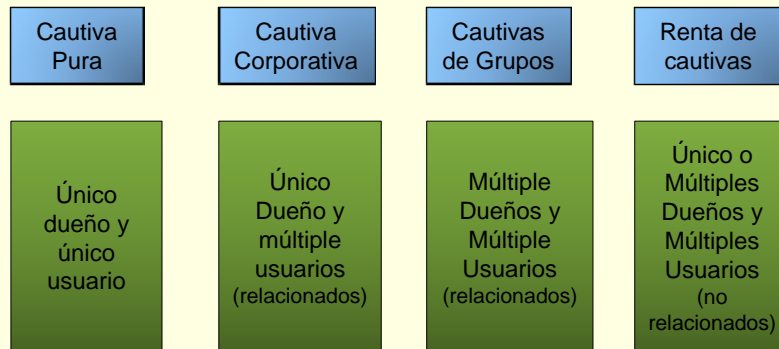 Cautiva
Pura
Cautiva
Corporativa
Cautivas
de Grupos
Renta de
cautivas
Único
dueño y
único
usuario
Único
Dueño y
múltiple
usuarios
(relacionados)
Múltiple
Dueños y
Múltiple
Usuarios
(relacionados)
Único o
Múltiples
Dueños y
Múltiples
Usuarios
(no
relacionados)